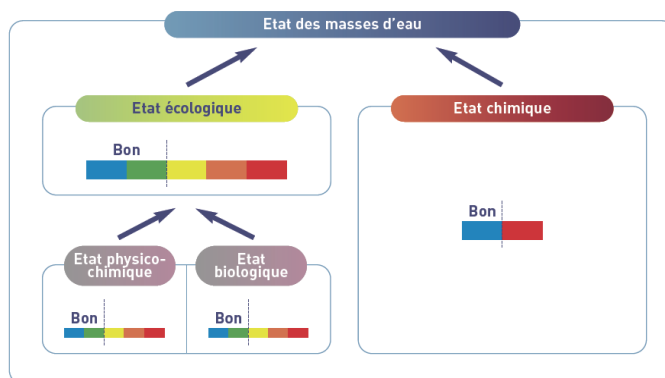 Etat des masses d'eau
Etat écologique
Etat chimique
Bon
Bon
Etat physico-
chimique
Etat
biologique
Bon
Bon